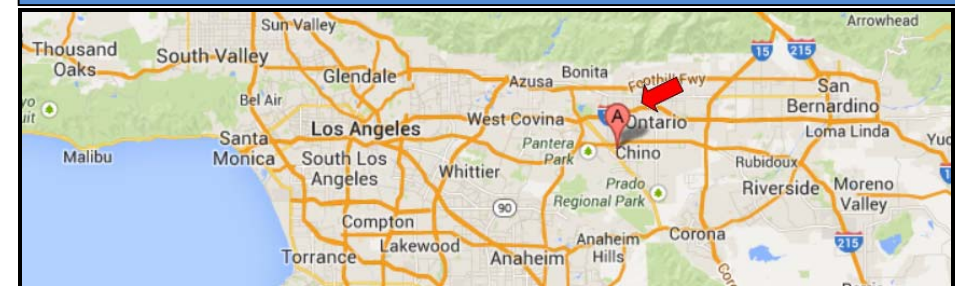 Sun Valley
Arrowhead
Thousand Oaks
South Valley
15
215
Glendale
Azusa
Bonita
Foothill Fwy
San Bernardino
Bel Air
West Covina
A
Ontario
Los Angeles
Loma Linda
Santa Monica
Malibu
Pantera Park
Chino
South Los Angeles
Whittier
Rubidoux
Prado Regional Park
Riverside
Moreno Valley
90
Compton
Corona
Lakewood
Anaheim Hills
215
Torrance
Anaheim